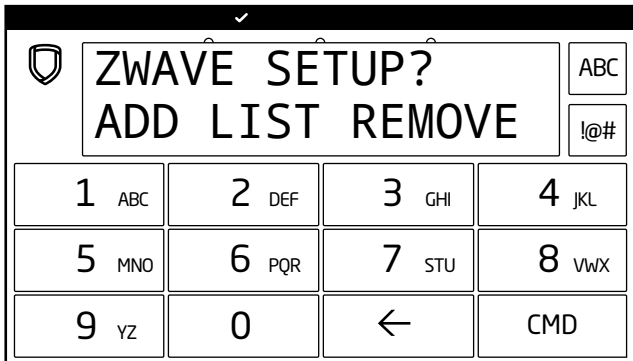 ZWAVE SETUP?
ADD LIST REMOVE
ABC
!@#
1 ABC
2 DEF
3 GHI
4 JKL
5 MNO
6 PQR
7 STU
8 VWX
9 YZ
0
←
CMD